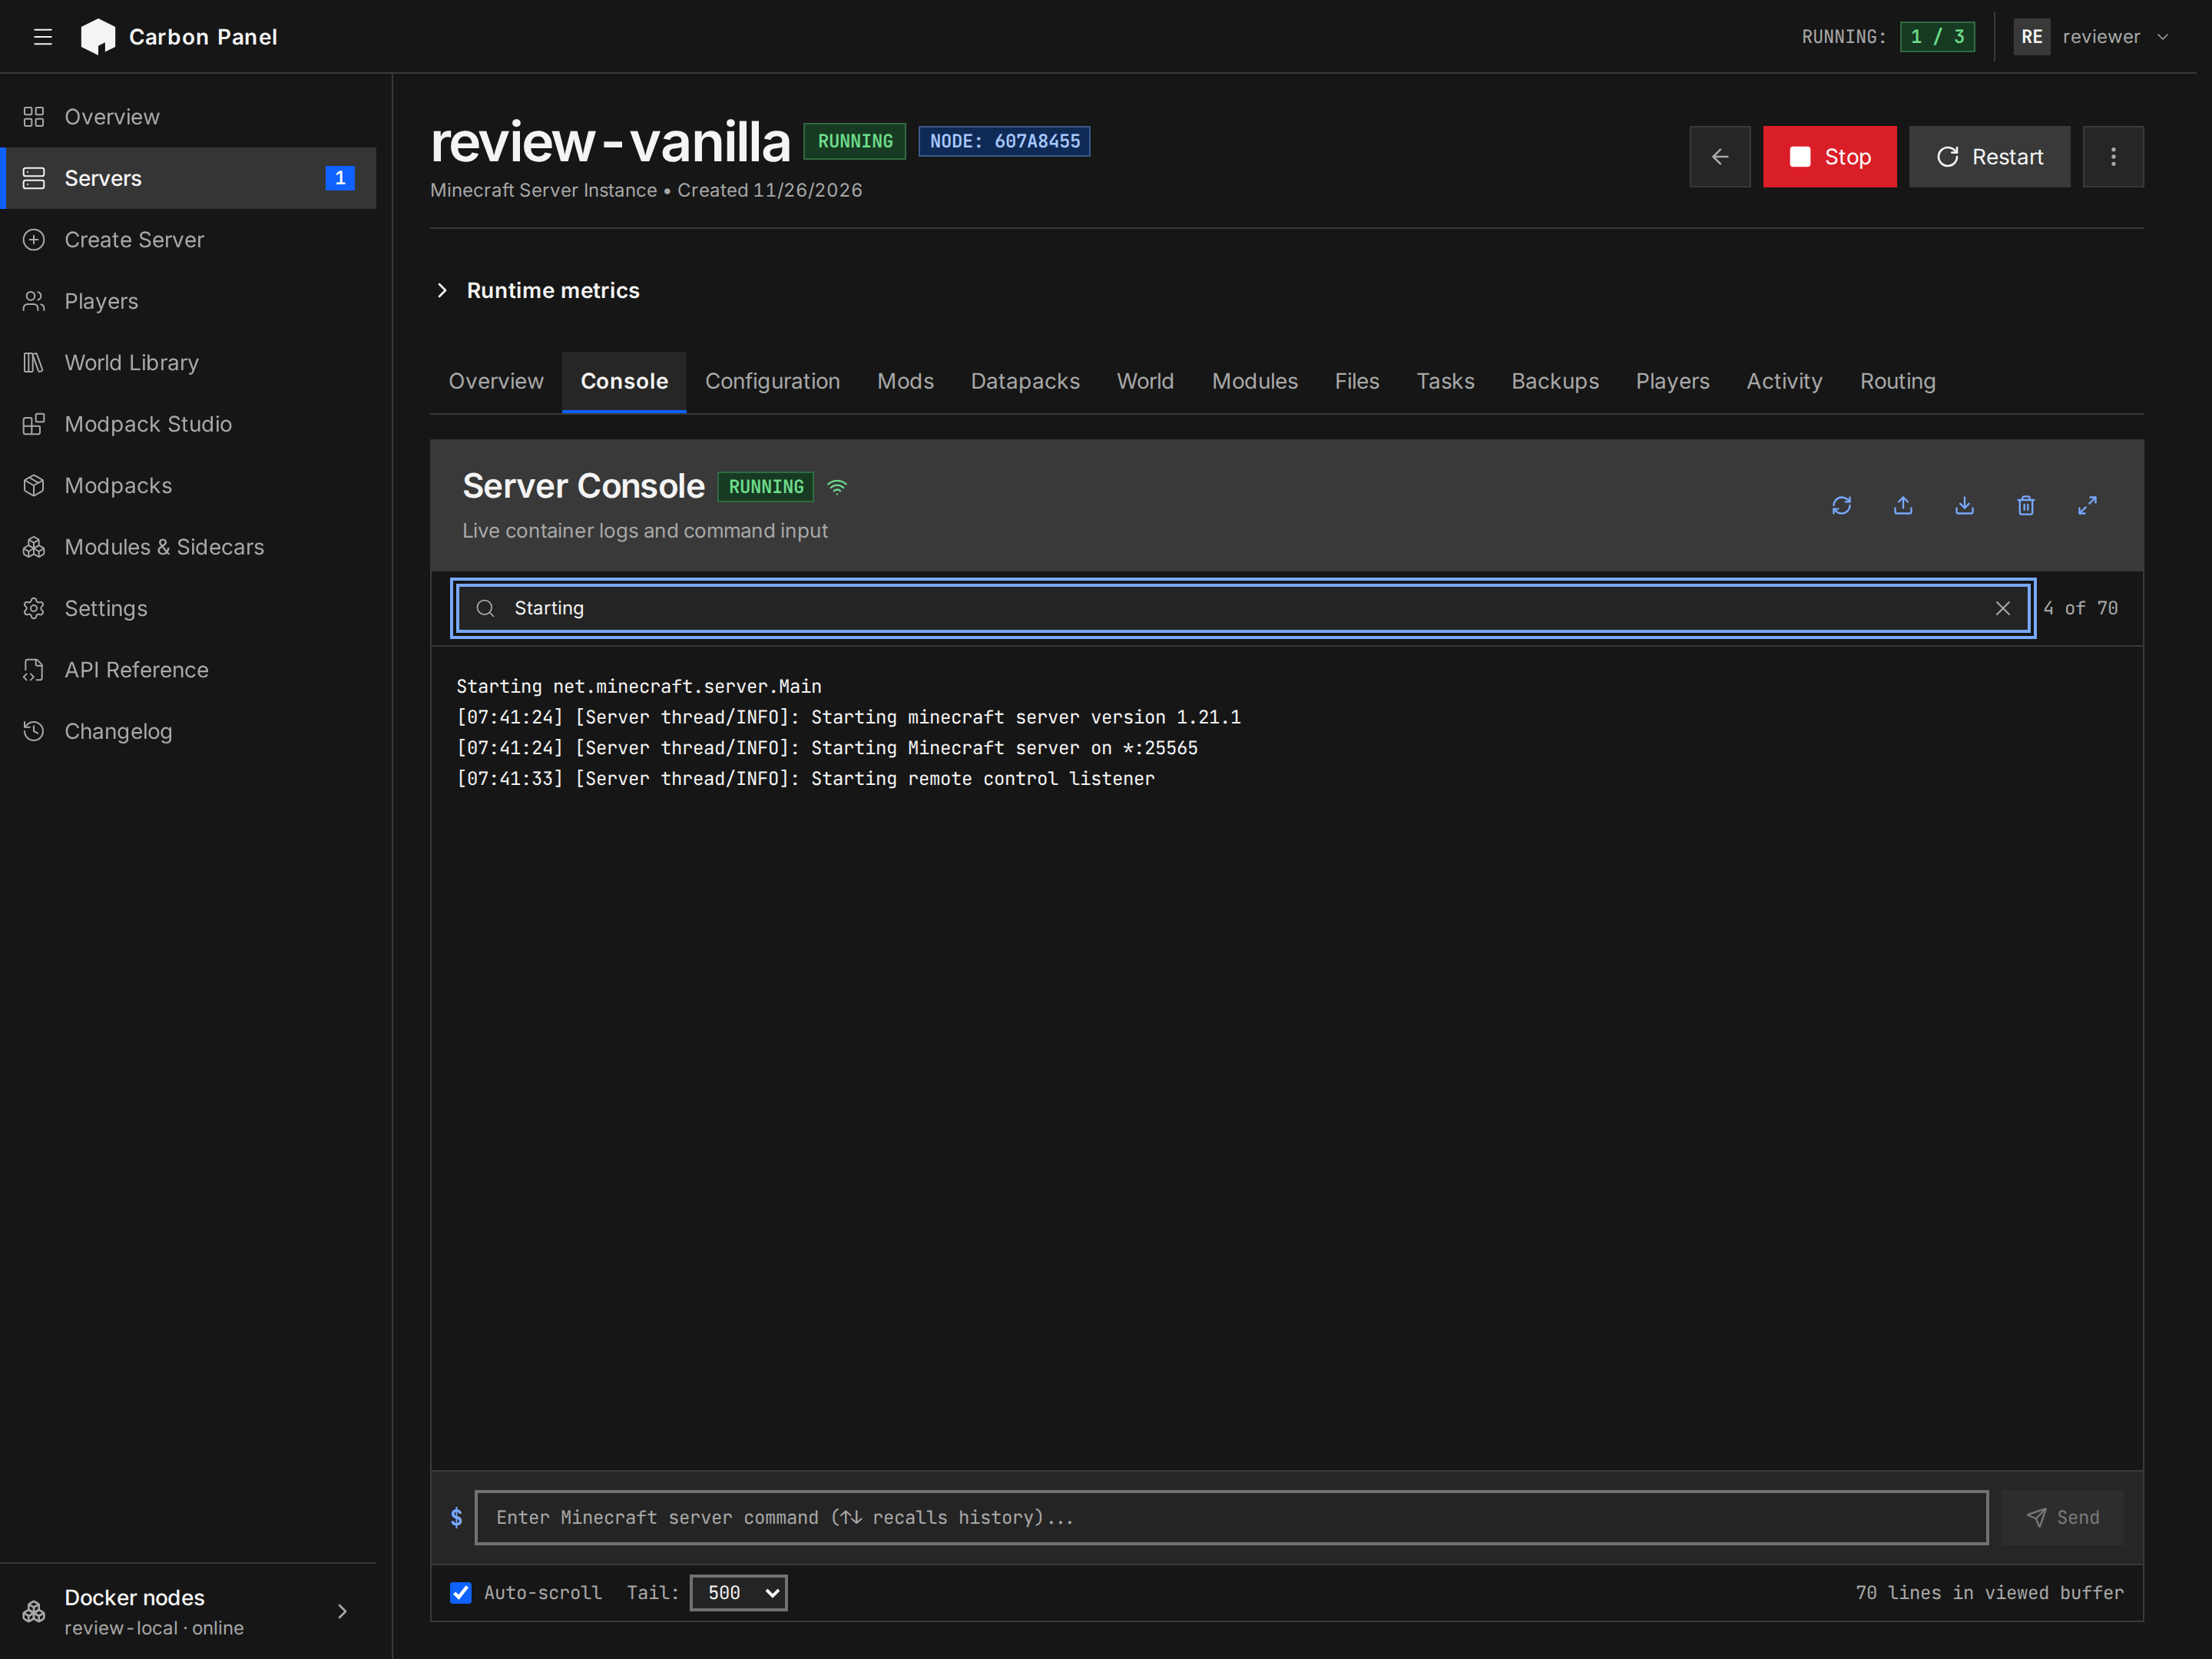 Carbon Panel
RUNNING: 1 / 3
RE reviewer
Overview
Servers 1
Create Server
Players
World Library
Modpack Studio
Modpacks
Modules & Sidecars
Settings
API Reference
Changelog
Docker nodes
review-local · online
review-vanilla RUNNING NODE: 607A8455
Minecraft Server Instance • Created 11/26/2026
Stop Restart
Runtime metrics
Overview Console Configuration Mods Datapacks World Modules Files Tasks Backups Players Activity Routing
Server Console RUNNING
Live container logs and command input
Starting 4 of 70
Starting net.minecraft.server.Main
[07:41:24] [Server thread/INFO]: Starting minecraft server version 1.21.1
[07:41:24] [Server thread/INFO]: Starting Minecraft server on *:25565
[07:41:33] [Server thread/INFO]: Starting remote control listener
$ Enter Minecraft server command (↑↓ recalls history)... Send
Auto-scroll Tail: 500 70 lines in viewed buffer